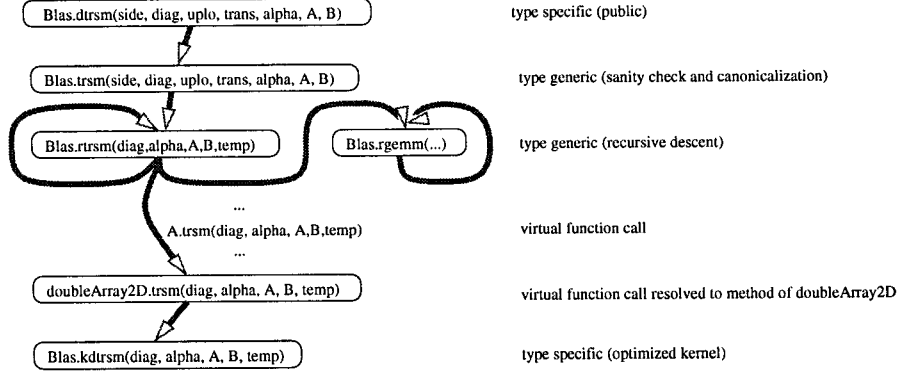 Blas.dtrsm(side, diag, uplo, trans, alpha, A, B) type specific (public)
Blas.trsm(side, diag, uplo, trans, alpha, A, B) type generic (sanity check and canonicalization)
Blas.rtrsm(diag,alpha,A,B,temp) Blas.rgemm(...) type generic (recursive descent)
...
A.trsm(diag, alpha, A,B,temp) virtual function call
...
doubleArray2D.trsm(diag, alpha, A, B, temp) virtual function call resolved to method of doubleArray2D
Blas.kdtrsm(diag, alpha, A, B, temp) type specific (optimized kernel)